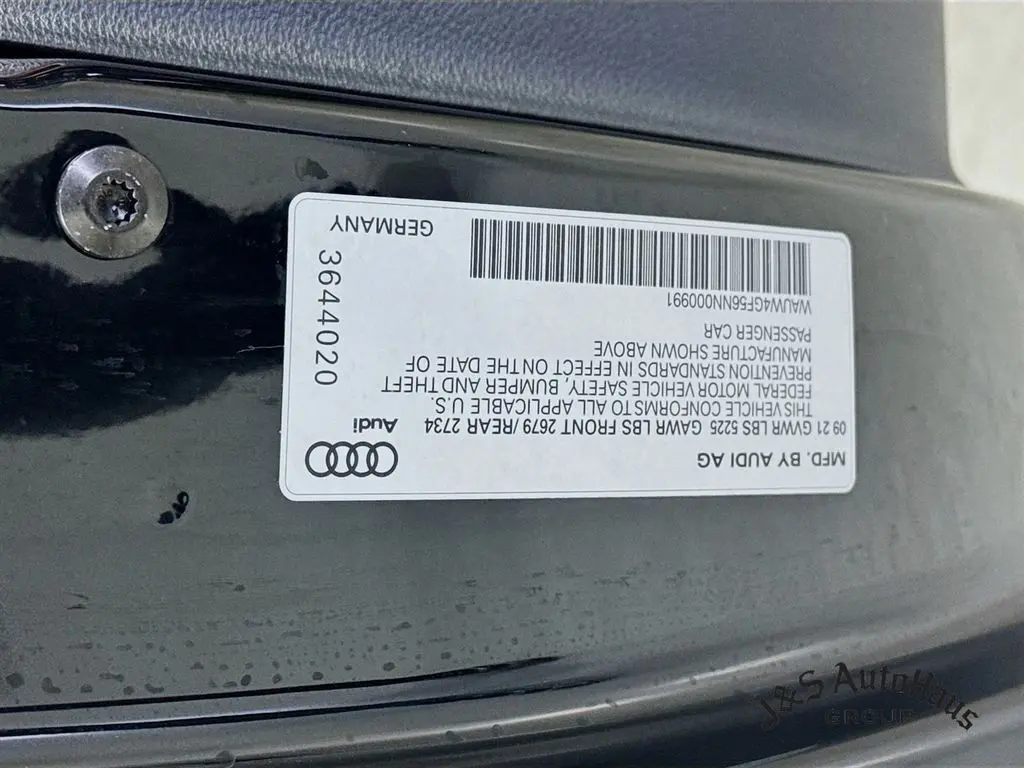 MFD. BY AUDI AG
09 21 GVWR LBS 5225 GAWR LBS FRONT 2679 /REAR 2734
THIS VEHICLE CONFORMS TO ALL APPLICABLE U.S.
FEDERAL MOTOR VEHICLE SAFETY, BUMPER AND THEFT
PREVENTION STANDARDS IN EFFECT ON THE DATE OF
MANUFACTURE SHOWN ABOVE
PASSENGER CAR
WAUW4GF56NN000991
Audi
3644020
GERMANY
J&S AutoHaus
GROUP